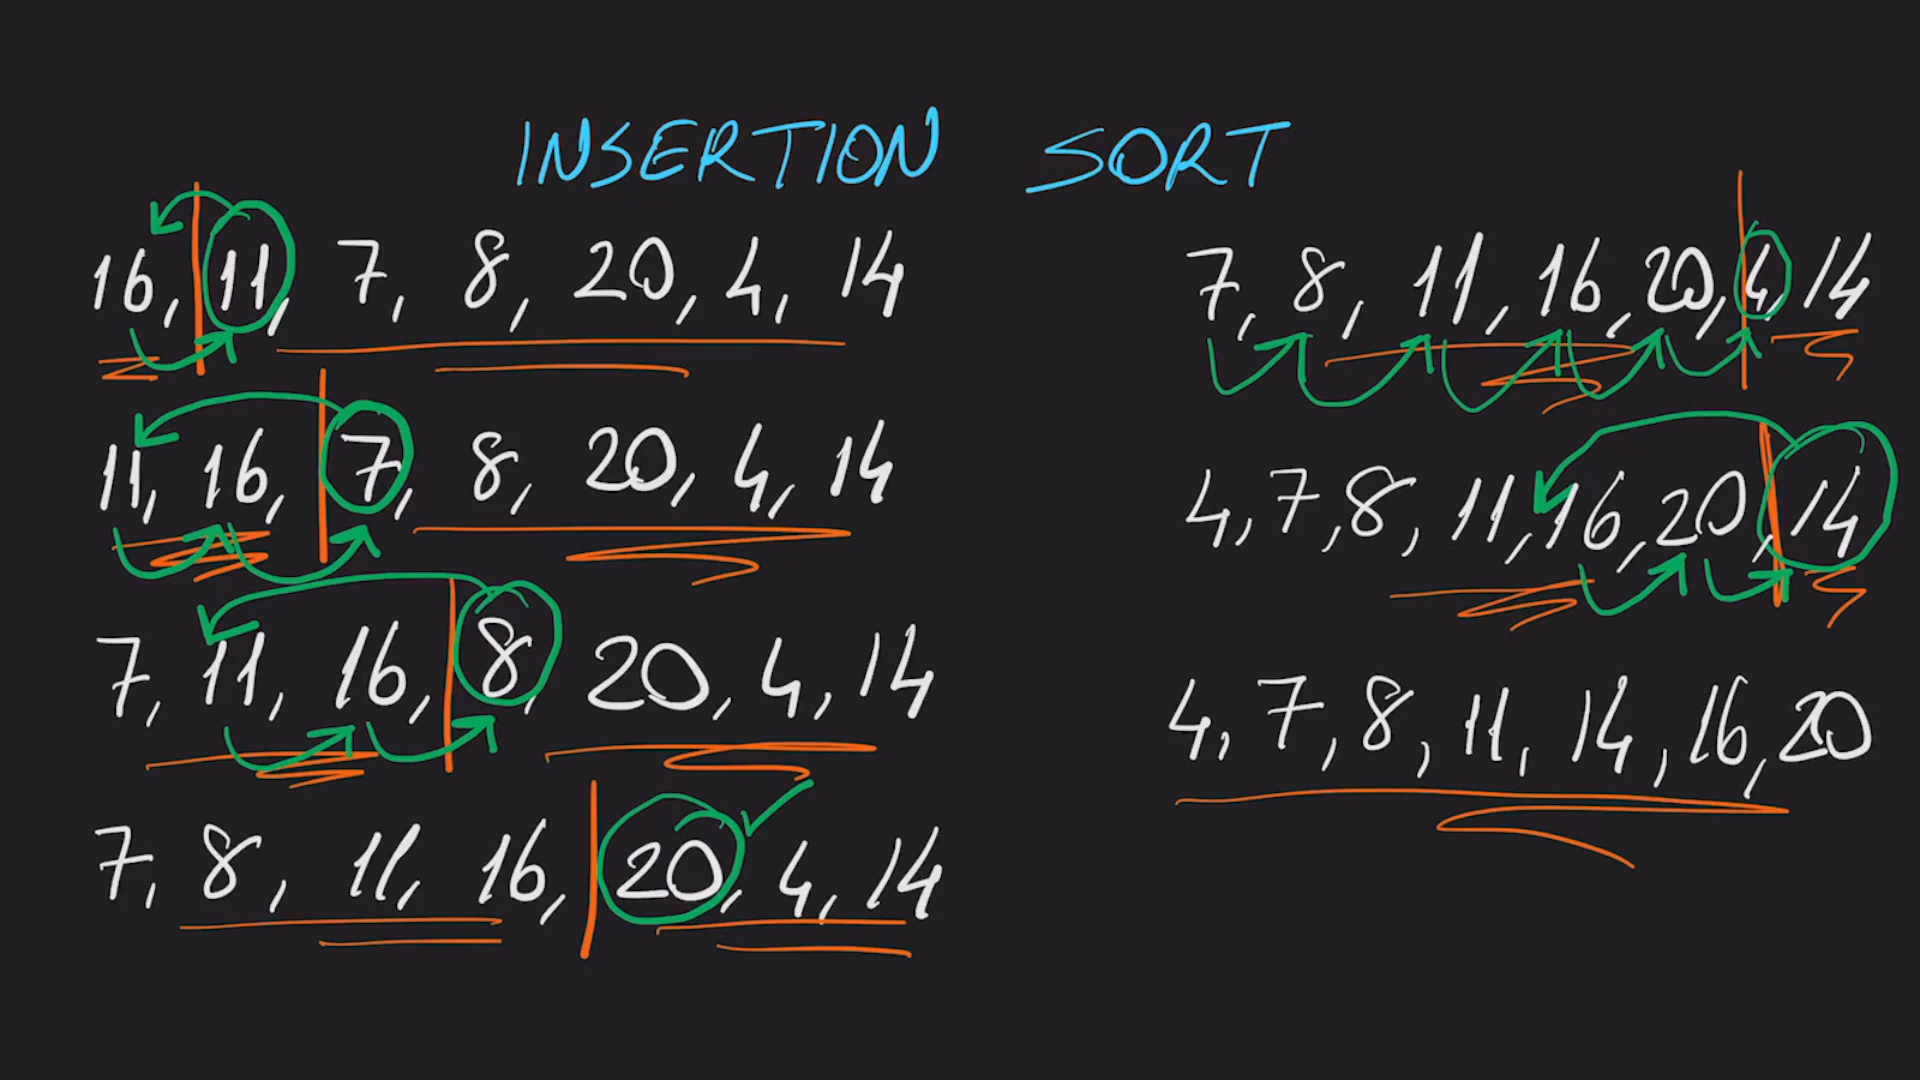 INSERTION SORT
16, 11, 7, 8, 20, 4, 14
11, 16, 7, 8, 20, 4, 14
7, 11, 16, 8, 20, 4, 14
7, 8, 11, 16, 20, 4, 14
7, 8, 11, 16, 20, 4, 14
4, 7, 8, 11, 16, 20, 14
4, 7, 8, 11, 14, 16, 20